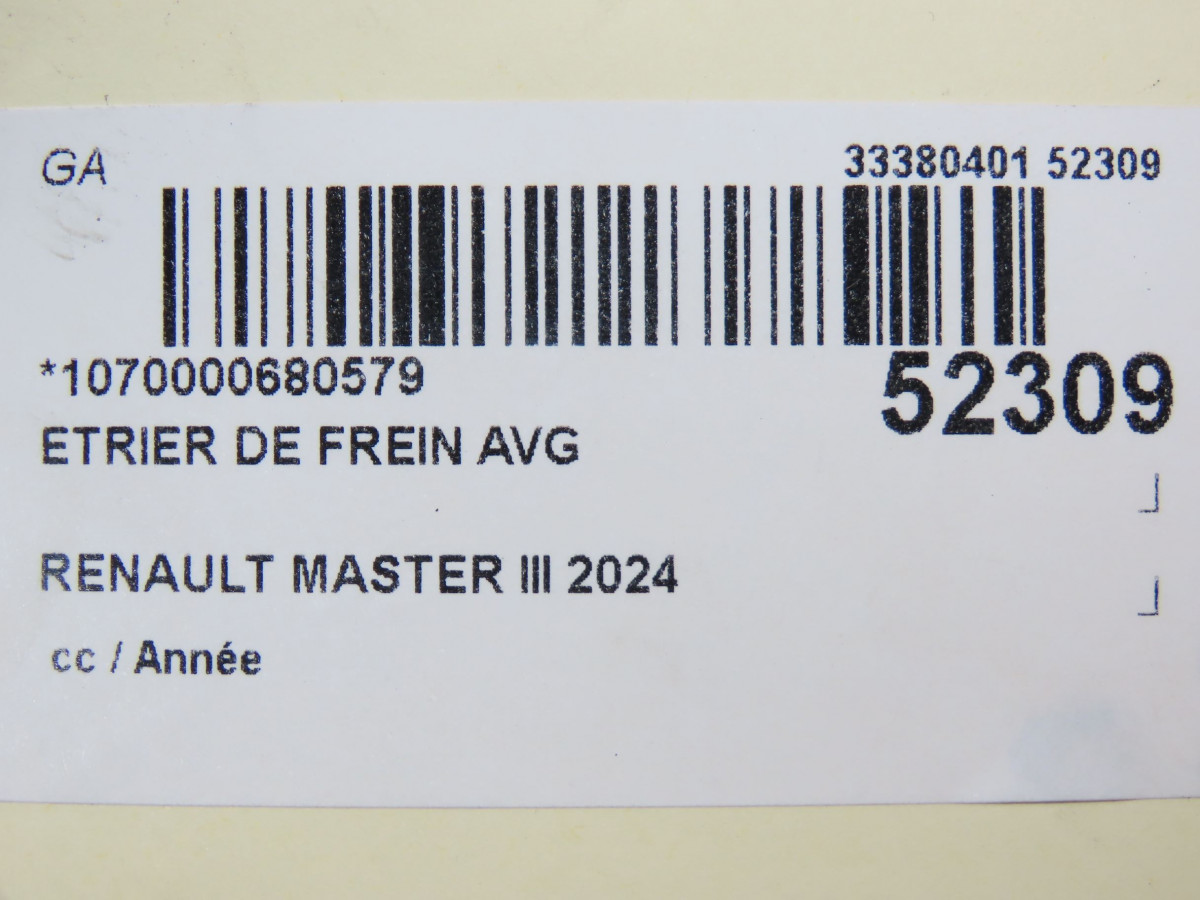 GA
33380401 52309
*1070000680579
52309
ETRIER DE FREIN AVG
RENAULT MASTER III 2024
cc / Année